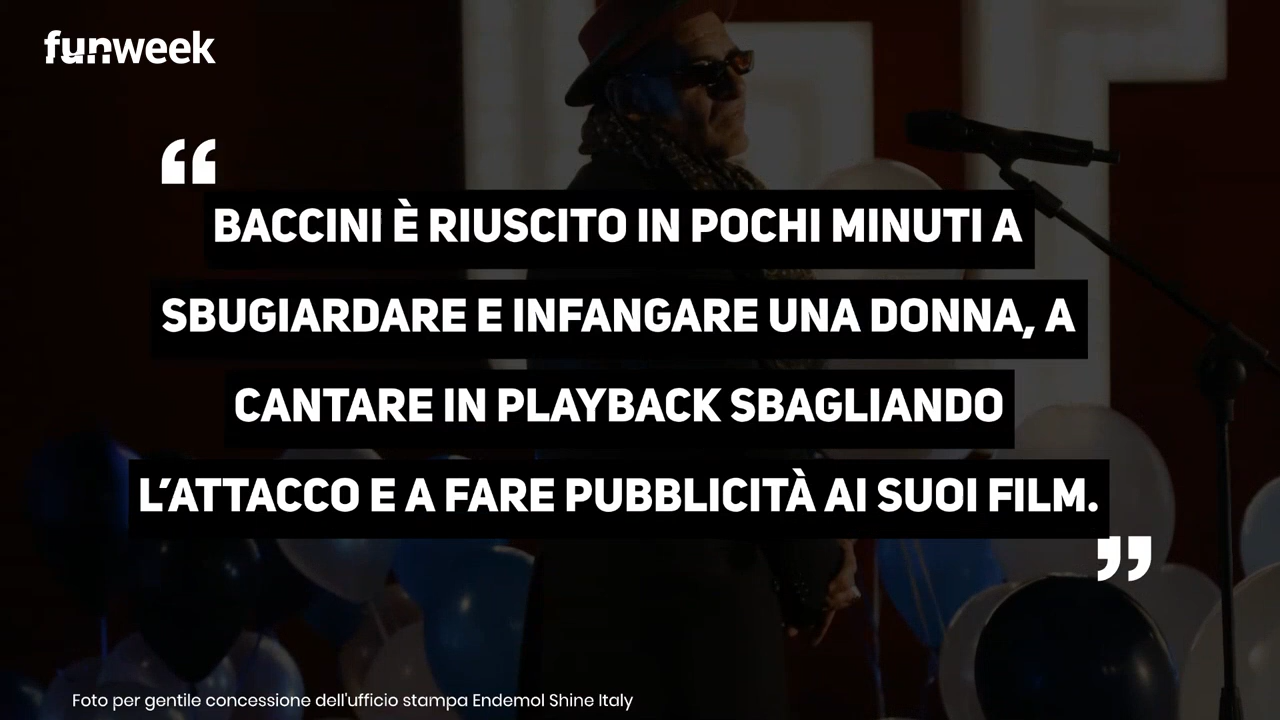 funweek
“
BACCINI È RIUSCITO IN POCHI MINUTI A
SBUGIARDARE E INFANGARE UNA DONNA, A
CANTARE IN PLAYBACK SBAGLIANDO
L’ATTACCO E A FARE PUBBLICITÀ AI SUOI FILM.
”
Foto per gentile concessione dell'ufficio stampa Endemol Shine Italy